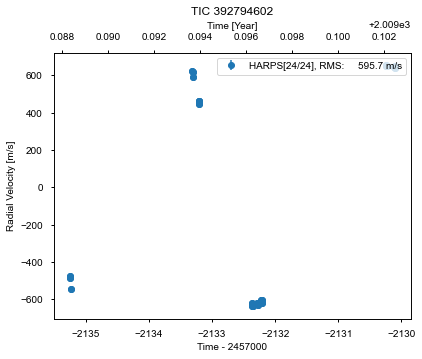 TIC 392794602
Time [Year]
+2.009e3
0.088 0.090 0.092 0.094 0.096 0.098 0.100 0.102
HARPS[24/24], RMS: 595.7 m/s
600
400
200
0
−200
−400
−600
Radial Velocity [m/s]
−2135 −2134 −2133 −2132 −2131 −2130
Time - 2457000